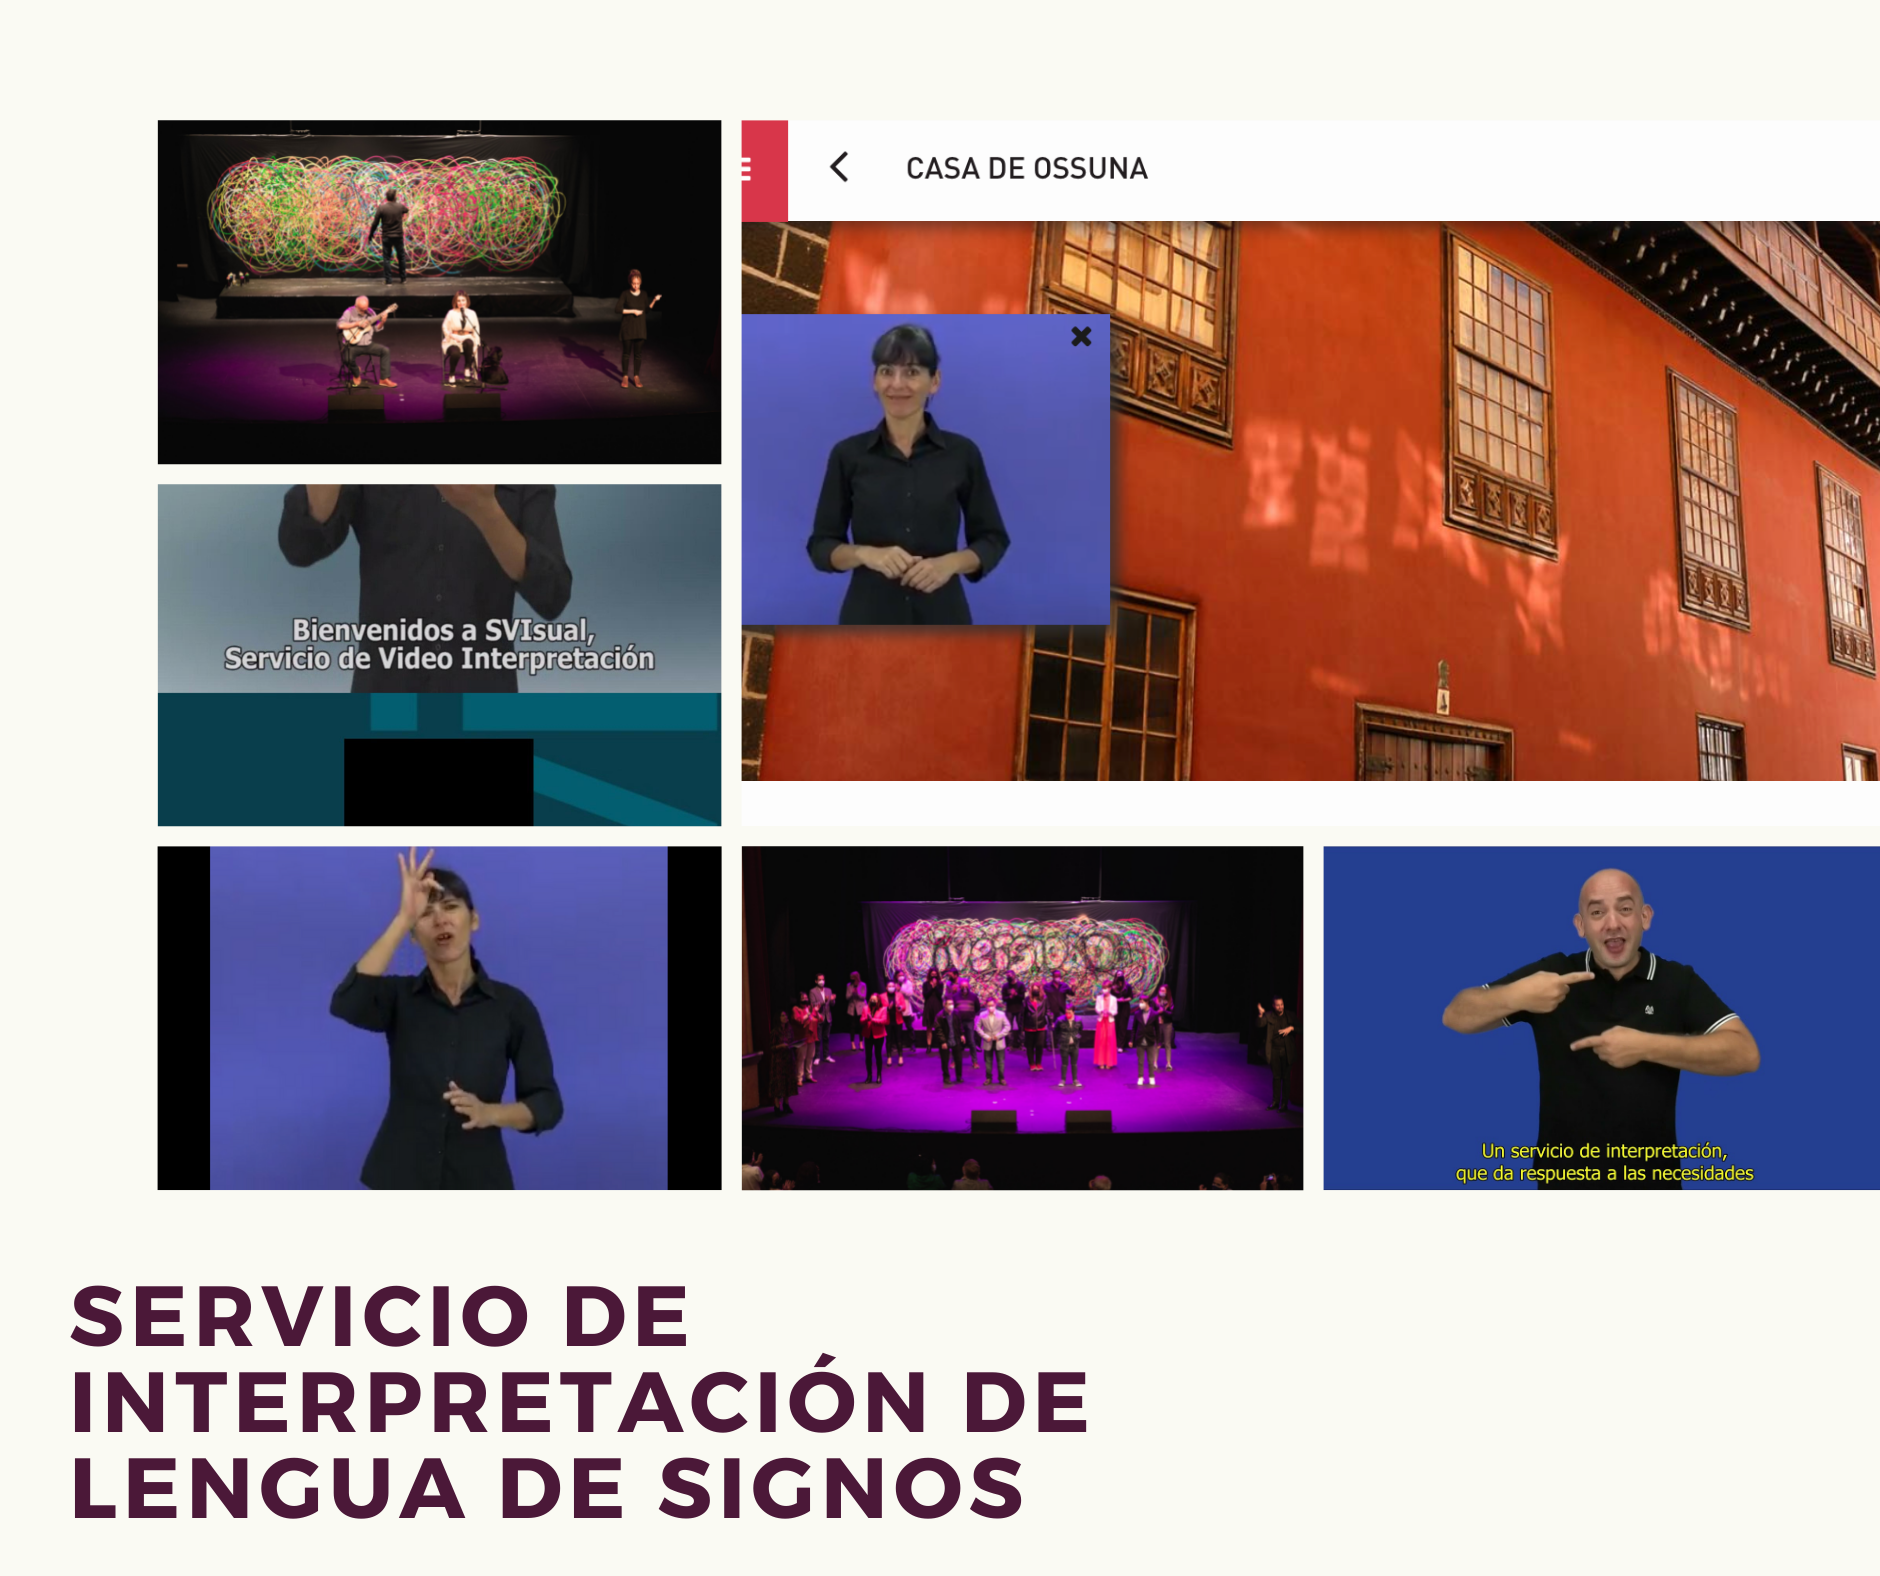 CASA DE OSSUNA
Bienvenidos a SVIsual,
Servicio de Video Interpretación
Diversidad
Un servicio de interpretación,
que da respuesta a las necesidades
SERVICIO DE
INTERPRETACIÓN DE
LENGUA DE SIGNOS